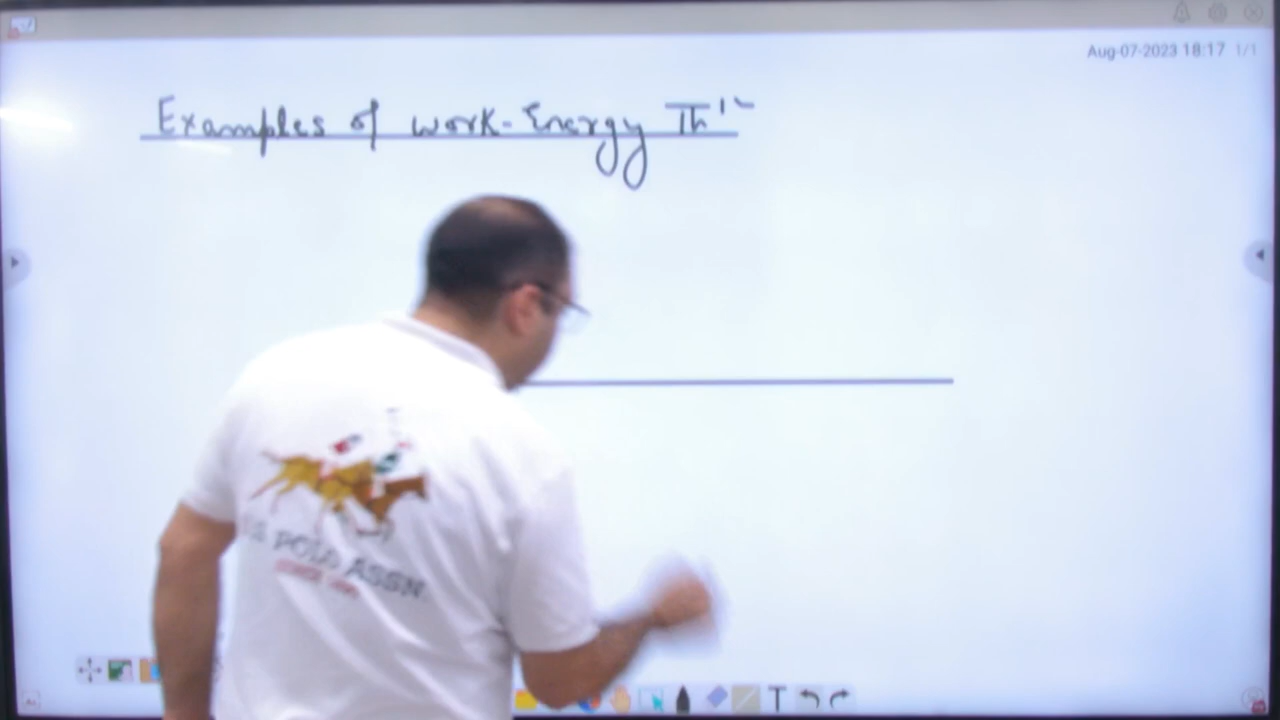 Aug-07-2023 18:17 1/1
Examples of work-Energy Th^m
U.S. POLO ASSN.
T